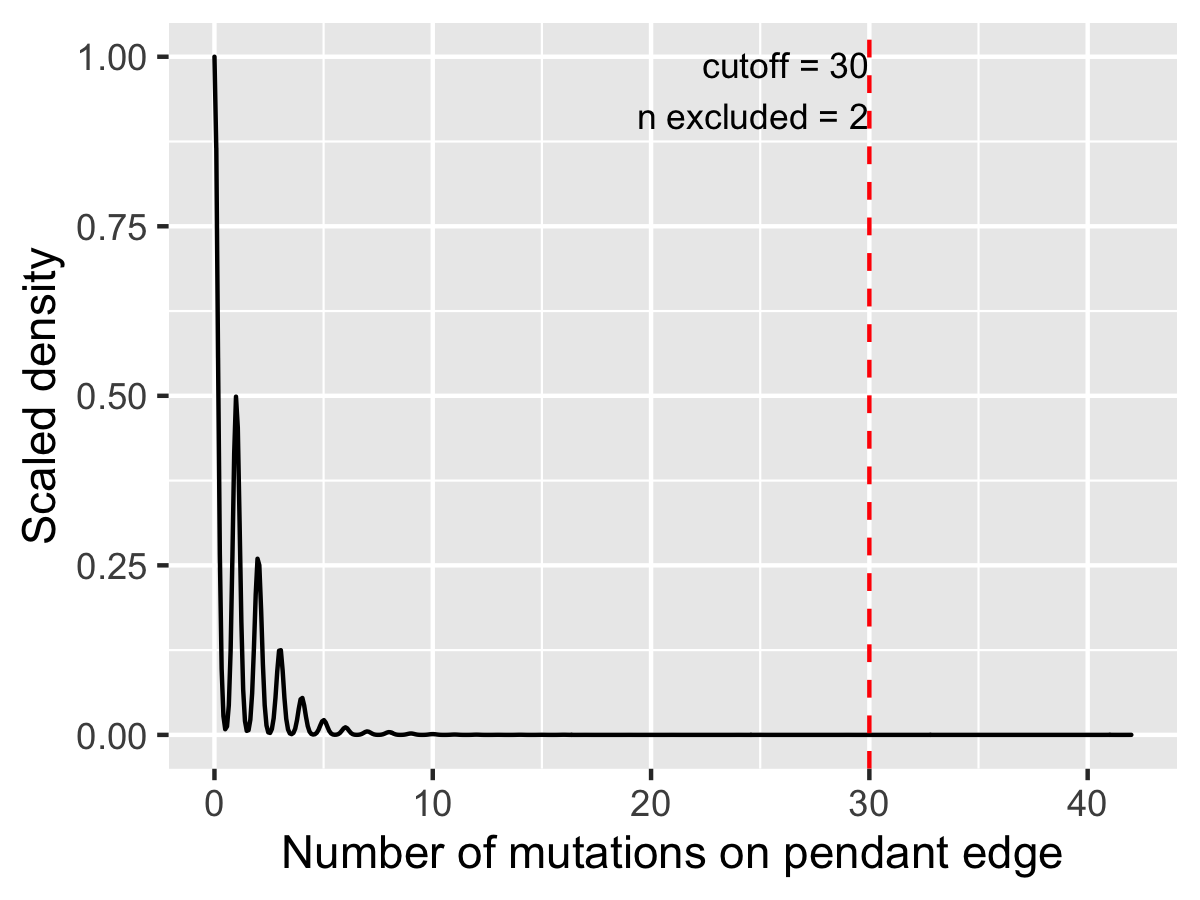 1.00
0.75
0.50
0.25
0.00
Scaled density
cutoff = 30
n excluded = 2
0 10 20 30 40
Number of mutations on pendant edge